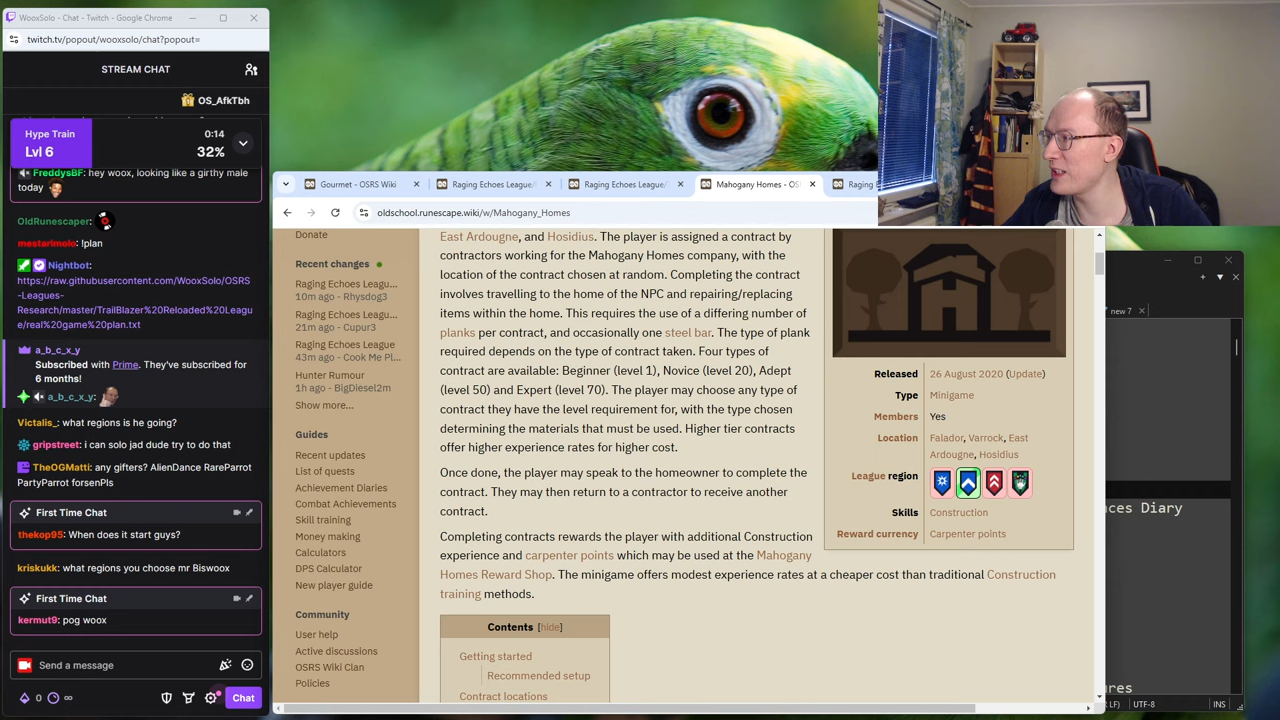 WooxSolo - Chat - Twitch - Google Chrome
twitch.tv/popout/wooxsolo/chat?popout=
STREAM CHAT
OS_AfkTbh
Hype Train
Lvl 6
0:14
32%
FreddysBF: hey woox, looking like a girthy male
today
OldRunescaper:
mestarimolo: !plan
Nightbot:
https://raw.githubusercontent.com/WooxSolo/OSRS
-Leagues-
Research/master/TrailBlazer%20Reloaded%20Leagu
e/real%20game%20plan.txt
a_b_c_x_y
Subscribed with Prime. They've subscribed for
6 months!
a_b_c_x_y:
Victalis_: what regions is he going?
gripstreet: i can solo jad dude try to do that
TheOGMatti: any gifters? AlienDance RareParrot
PartyParrot forsenPls
First Time Chat
thekop95: When does it start guys?
kriskukk: what regions you choose mr Biswoox
First Time Chat
kermut9: pog woox
Send a message
0
∞
Chat
Gourmet - OSRS Wiki
Raging Echoes League/
Raging Echoes League/
Mahogany Homes - OS
Raging E
oldschool.runescape.wiki/w/Mahogany_Homes
Donate
Recent changes
Raging Echoes Leagu...
10m ago - Rhysdog3
Raging Echoes Leagu...
21m ago - Cupur3
Raging Echoes League
43m ago - Cook Me Pl...
Hunter Rumour
1h ago - BigDiesel2m
Show more...
Guides
Recent updates
List of quests
Achievement Diaries
Combat Achievements
Skill training
Money making
Calculators
DPS Calculator
New player guide
Community
User help
Active discussions
OSRS Wiki Clan
Policies
East Ardougne, and Hosidius. The player is assigned a contract by
contractors working for the Mahogany Homes company, with the
location of the contract chosen at random. Completing the contract
involves travelling to the home of the NPC and repairing/replacing
items within the home. This requires the use of a differing number of
planks per contract, and occasionally one steel bar. The type of plank
required depends on the type of contract taken. Four types of
contract are available: Beginner (level 1), Novice (level 20), Adept
(level 50) and Expert (level 70). The player may choose any type of
contract they have the level requirement for, with the type chosen
determining the materials that must be used. Higher tier contracts
offer higher experience rates for higher cost.
Once done, the player may speak to the homeowner to complete the
contract. They may then return to a contractor to receive another
contract.
Completing contracts rewards the player with additional Construction
experience and carpenter points which may be used at the Mahogany
Homes Reward Shop. The minigame offers modest experience rates at a cheaper cost than traditional Construction
training methods.
Contents [hide]
Getting started
Recommended setup
Contract locations
Released 26 August 2020 (Update)
Type Minigame
Members Yes
Location Falador, Varrock, East
Ardougne, Hosidius
League region
Skills Construction
Reward currency Carpenter points
new 7
nces Diary
res
LF)
UTF-8
INS